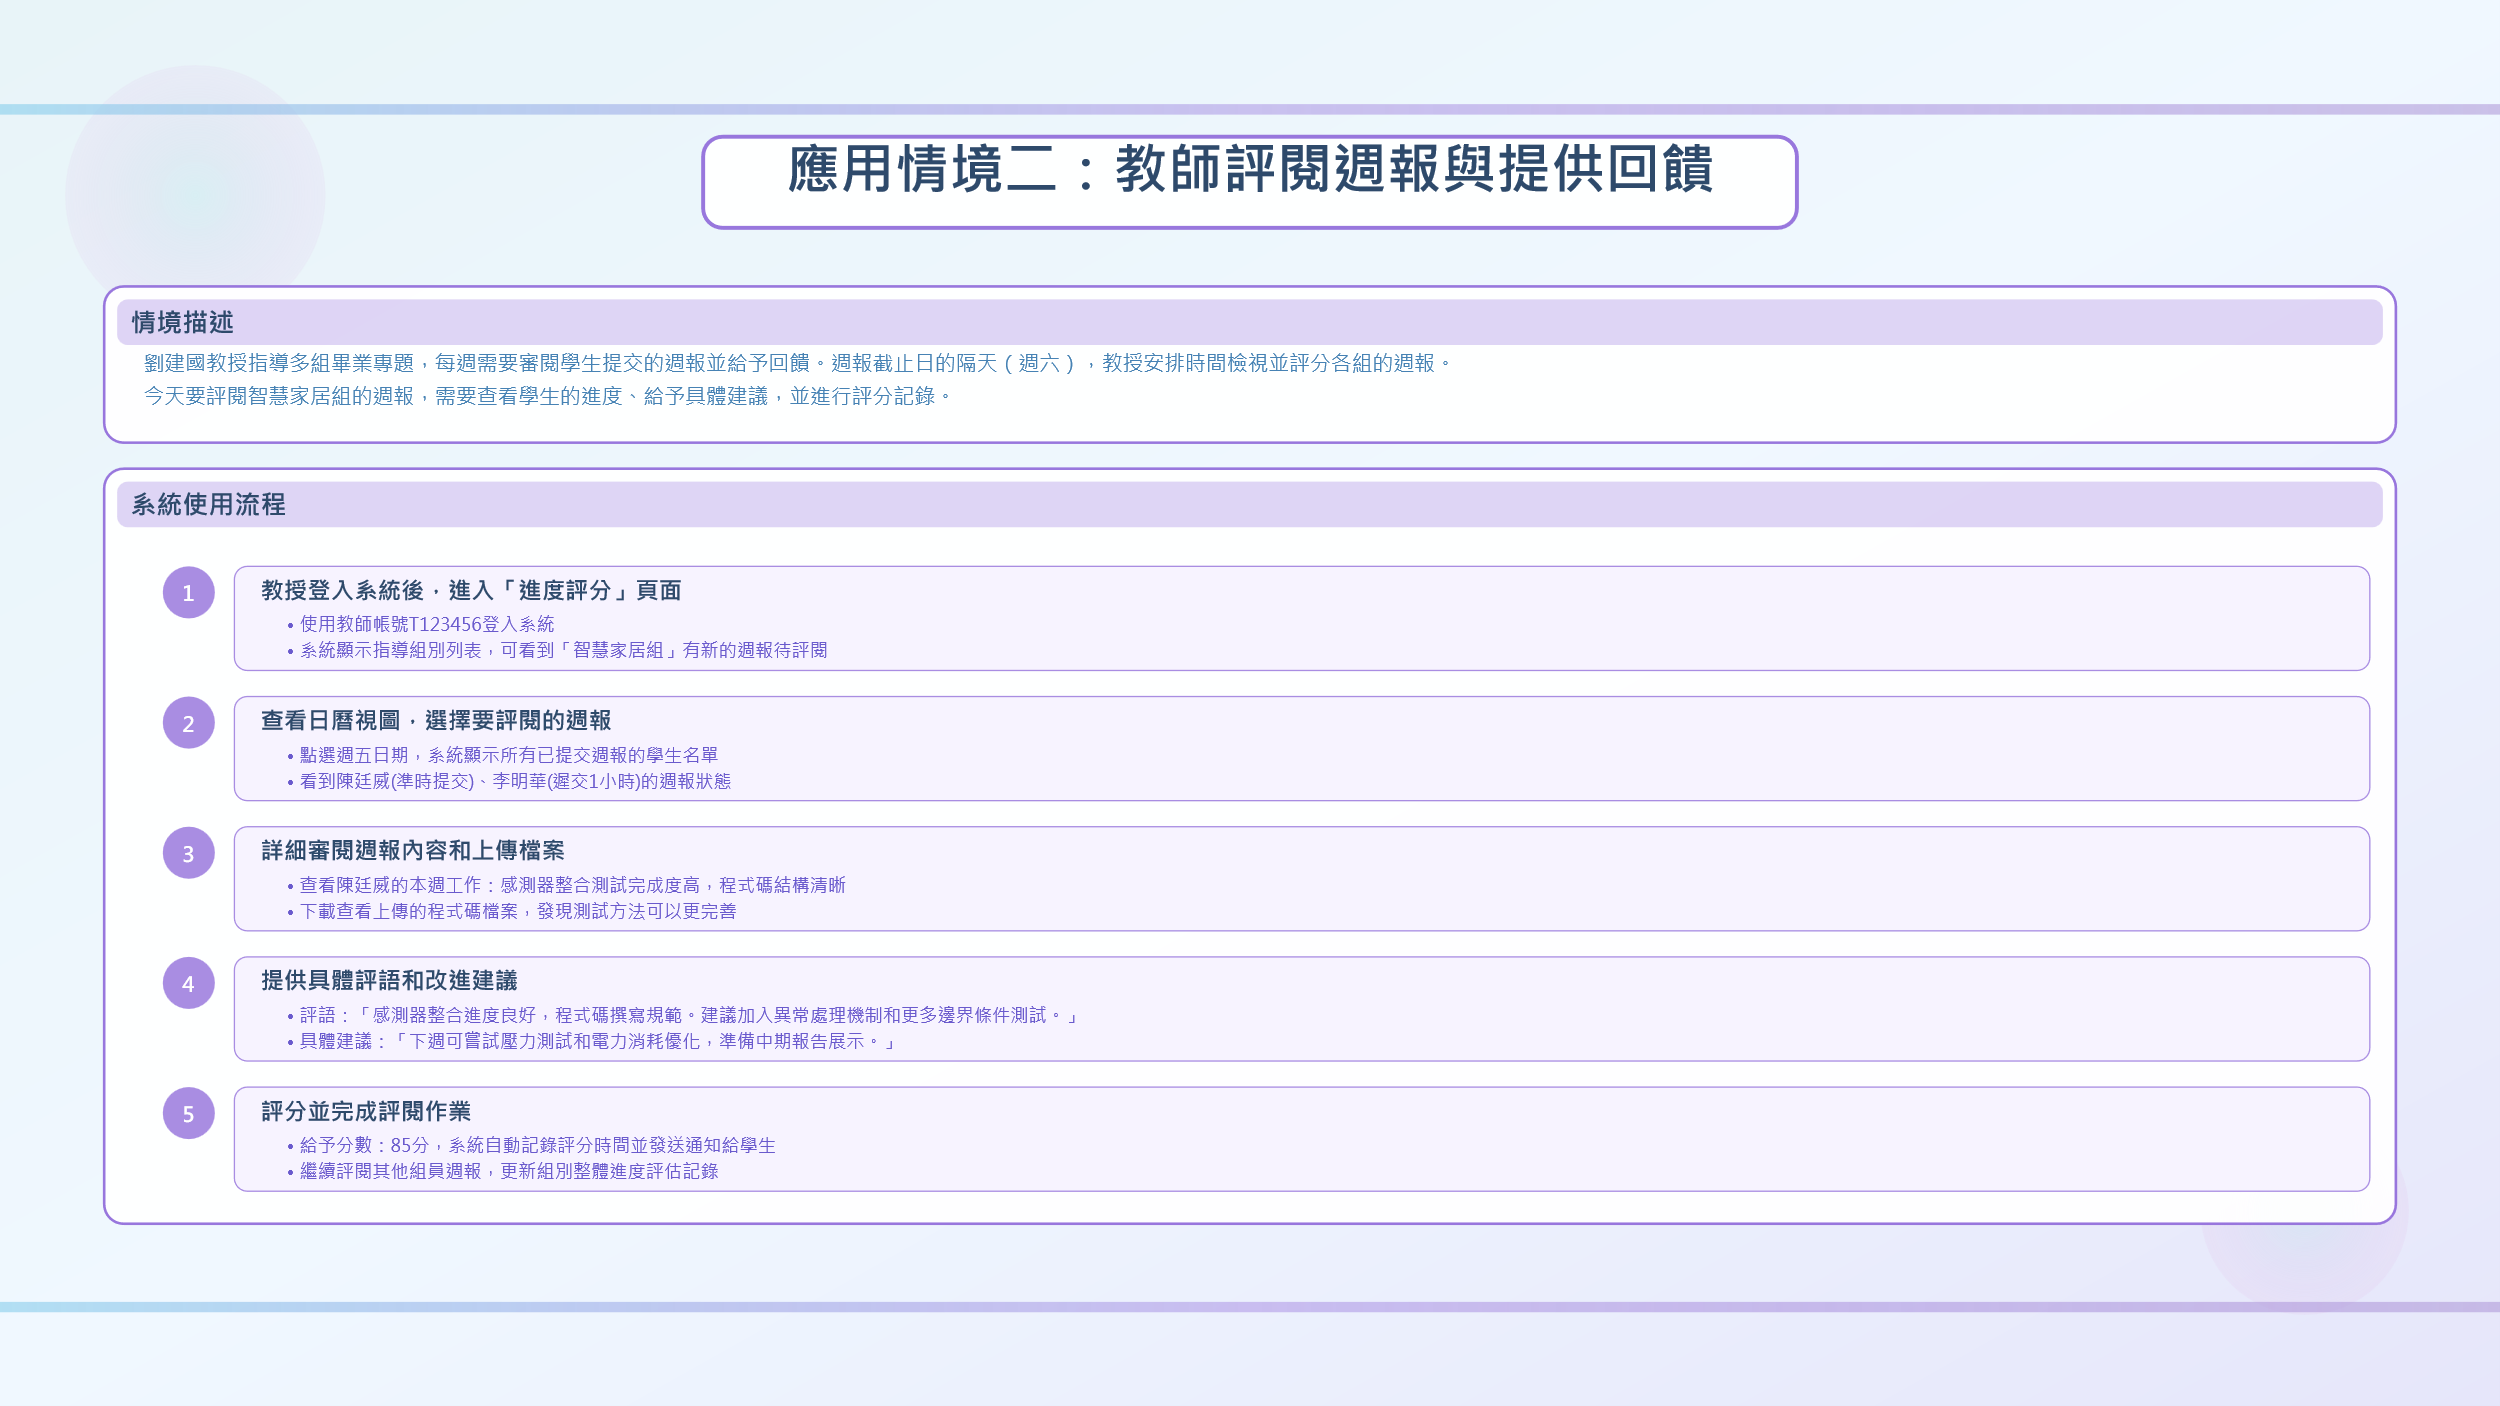 應用情境二：教師評閱週報與提供回饋
情境描述
劉建國教授指導多組畢業專題，每週需要審閱學生提交的週報並給予回饋。週報截止日的隔天（週六），教授安排時間檢視並評分各組的週報。
今天要評閱智慧家居組的週報，需要查看學生的進度、給予具體建議，並進行評分記錄。
系統使用流程
1
教授登入系統後，進入「進度評分」頁面
• 使用教師帳號T123456登入系統
• 系統顯示指導組別列表，可看到「智慧家居組」有新的週報待評閱
2
查看日曆視圖，選擇要評閱的週報
• 點選週五日期，系統顯示所有已提交週報的學生名單
• 看到陳廷威(準時提交)、李明華(遲交1小時)的週報狀態
3
詳細審閱週報內容和上傳檔案
• 查看陳廷威的本週工作：感測器整合測試完成度高，程式碼結構清晰
• 下載查看上傳的程式碼檔案，發現測試方法可以更完善
4
提供具體評語和改進建議
• 評語：「感測器整合進度良好，程式碼撰寫規範。建議加入異常處理機制和更多邊界條件測試。」
• 具體建議：「下週可嘗試壓力測試和電力消耗優化，準備中期報告展示。」
5
評分並完成評閱作業
• 給予分數：85分，系統自動記錄評分時間並發送通知給學生
• 繼續評閱其他組員週報，更新組別整體進度評估記錄